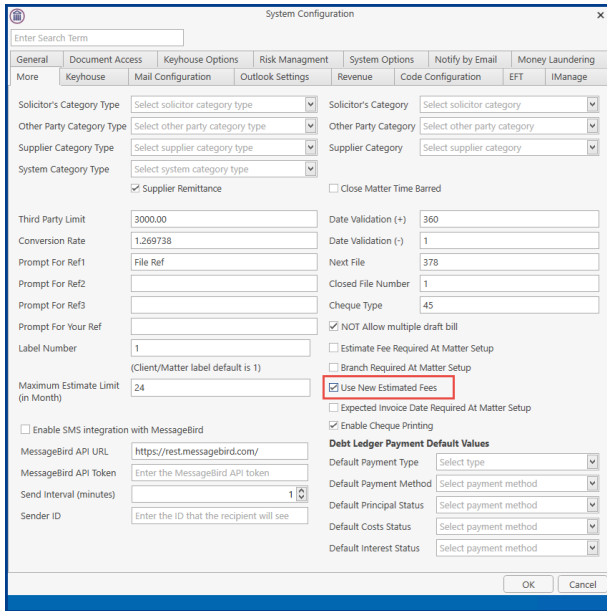 System Configuration
Enter Search Term
General Document Access Keyhouse Options Risk Managment System Options Notify by Email Money Laundering
More Keyhouse Mail Configuration Outlook Settings Revenue Code Configuration EFT IManage
Solicitor's Category Type Select solicitor category type Solicitor's Category Select solicitor category
Other Party Category Type Select other party category type Other Party Category Select other party category
Supplier Category Type Select supplier category type Supplier Category Select supplier category
System Category Type Select system category type
Supplier Remittance Close Matter Time Barred
Third Party Limit 3000.00 Date Validation (+) 360
Conversion Rate 1.269738 Date Validation (-) 1
Prompt For Ref1 File Ref Next File 378
Prompt For Ref2 Closed File Number 1
Prompt For Ref3 Cheque Type 45
Prompt For Your Ref NOT Allow multiple draft bill
Label Number 1 Estimate Fee Required At Matter Setup
(Client/Matter label default is 1) Branch Required At Matter Setup
Maximum Estimate Limit 24 Use New Estimated Fees
(in Month)
Expected Invoice Date Required At Matter Setup
Enable SMS integration with MessageBird Enable Cheque Printing
Debt Ledger Payment Default Values
MessageBird API URL https://rest.messagebird.com/ Default Payment Type Select type
MessageBird API Token Enter the MessageBird API token Default Payment Method Select payment method
Send Interval (minutes) 1 Default Principal Status Select payment method
Sender ID Enter the ID that the recipient will see Default Costs Status Select payment method
Default Interest Status Select payment method
OK Cancel